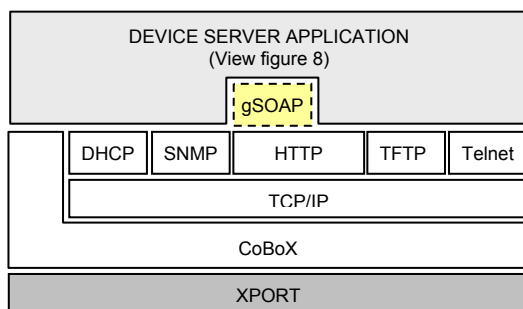 DEVICE SERVER APPLICATION
(View figure 8)
gSOAP
DHCP SNMP HTTP TFTP Telnet
TCP/IP
CoBoX
XPORT